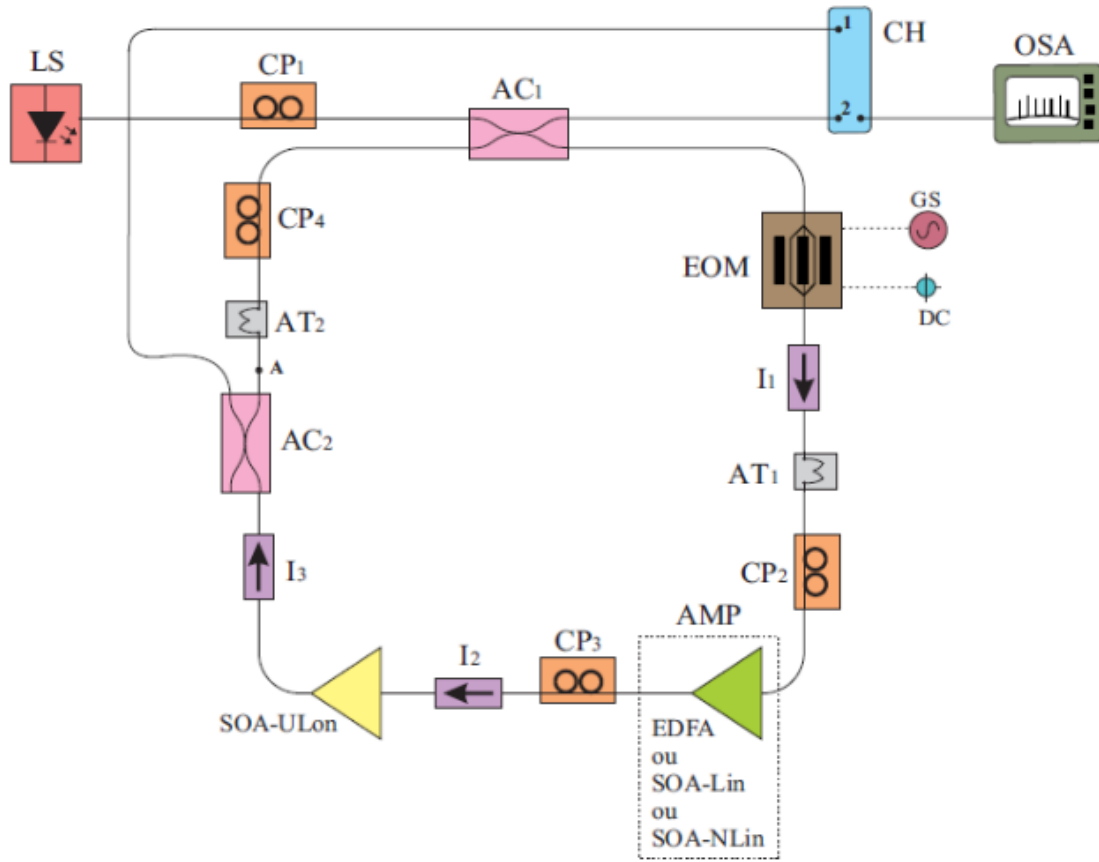 1
CH
OSA
LS
CP1
AC1
2
CP4
GS
EOM
DC
AT2
A
I1
AC2
AT1
I3
CP2
AMP
CP3
I2
SOA-ULon
EDFA
ou
SOA-Lin
ou
SOA-NLin